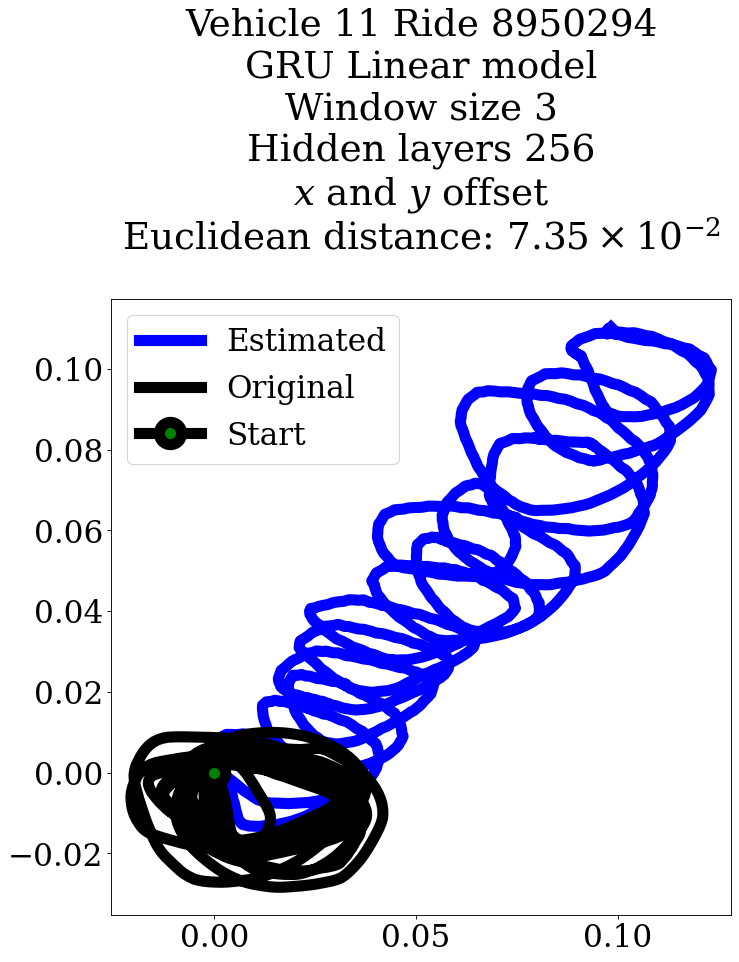 Vehicle 11 Ride 8950294
GRU Linear model
Window size 3
Hidden layers 256
x and y offset
Euclidean distance: 7.35 × 10⁻²
Estimated
Original
Start
0.10
0.08
0.06
0.04
0.02
0.00
−0.02
0.00 0.05 0.10